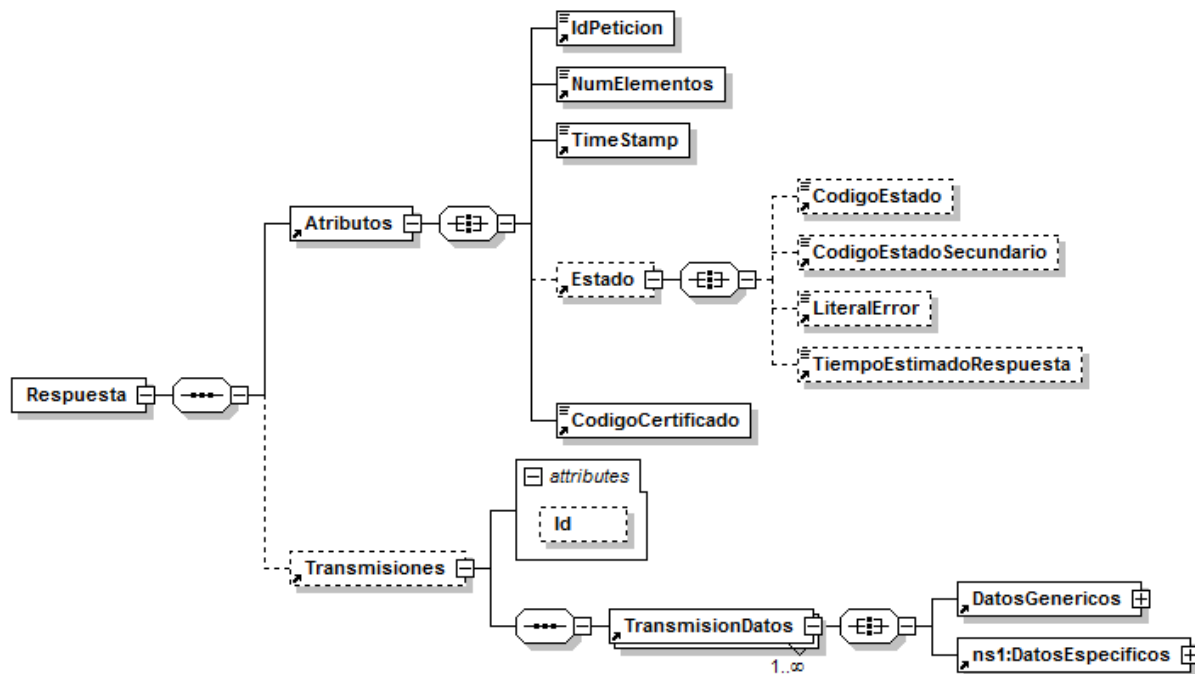 IdPeticion
NumElementos
TimeStamp
CodigoEstado
Atributos
CodigoEstadoSecundario
Estado
LiteralError
TiempoEstimadoRespuesta
Respuesta
CodigoCertificado
attributes
Id
Transmisiones
DatosGenericos
TransmisionDatos
1..∞
ns1:DatosEspecificos